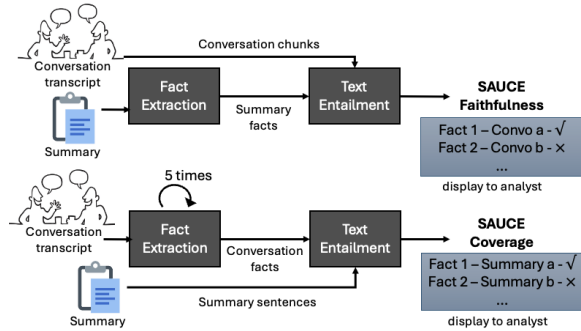 Conversation chunks
Conversation
transcript
Fact
Extraction
Summary
facts
Text
Entailment
SAUCE
Faithfulness
Fact 1 – Convo a - √
Fact 2 – Convo b - ×
...
display to analyst
Summary
5 times
Conversation
transcript
Fact
Extraction
Conversation
facts
Text
Entailment
SAUCE
Coverage
Fact 1 – Summary a - √
Fact 2 – Summary b - ×
...
display to analyst
Summary sentences
Summary